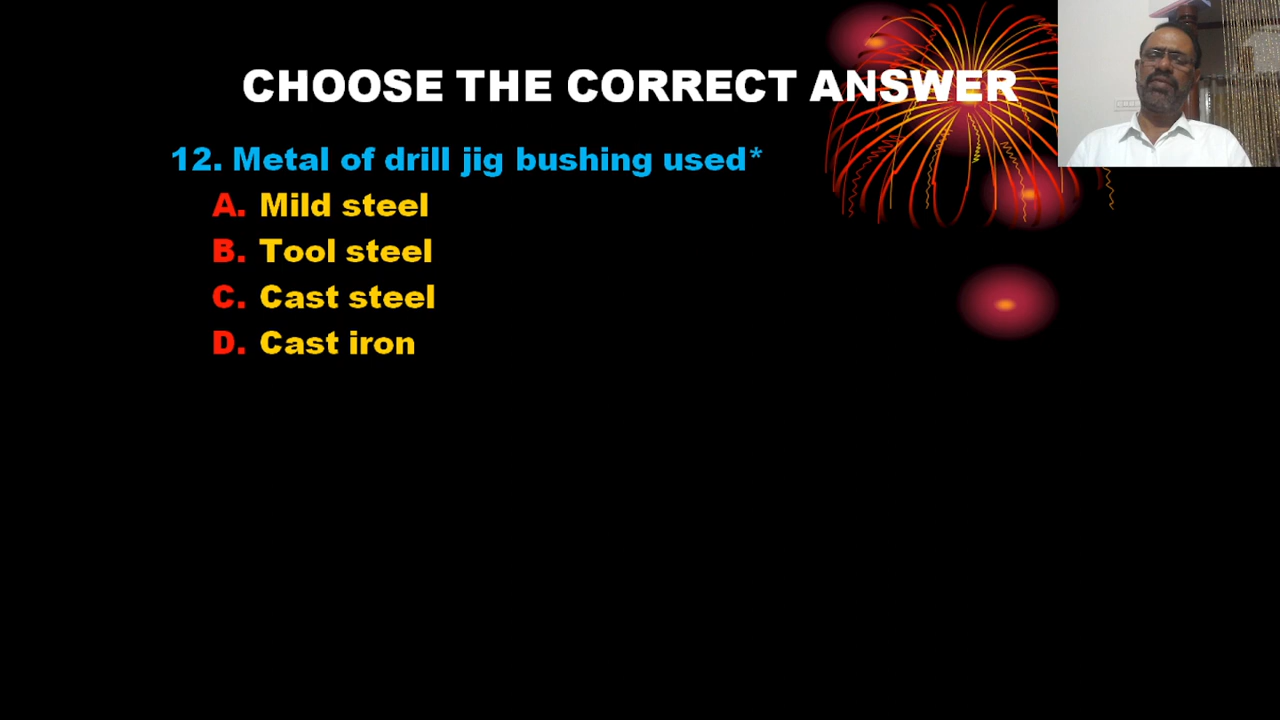 CHOOSE THE CORRECT ANSWER
12. Metal of drill jig bushing used*
A. Mild steel
B. Tool steel
C. Cast steel
D. Cast iron